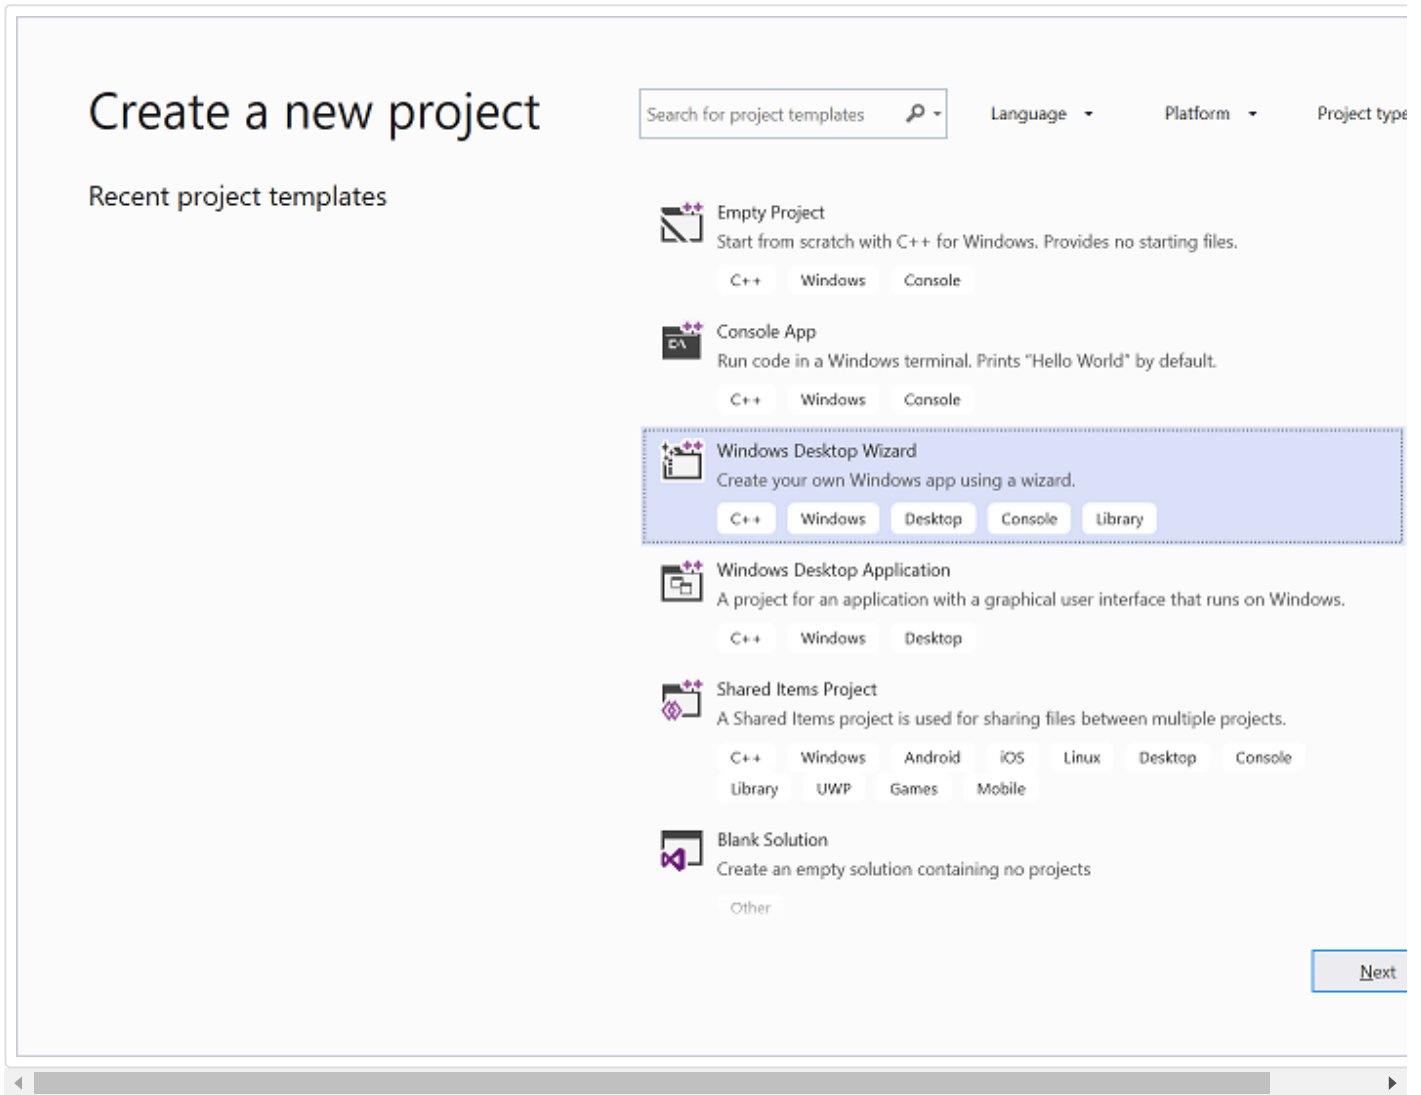 Create a new project
Search for project templates
Language
Platform
Project type
Recent project templates
Empty Project
Start from scratch with C++ for Windows. Provides no starting files.
C++ Windows Console
Console App
Run code in a Windows terminal. Prints "Hello World" by default.
C++ Windows Console
Windows Desktop Wizard
Create your own Windows app using a wizard.
C++ Windows Desktop Console Library
Windows Desktop Application
A project for an application with a graphical user interface that runs on Windows.
C++ Windows Desktop
Shared Items Project
A Shared Items project is used for sharing files between multiple projects.
C++ Windows Android iOS Linux Desktop Console
Library UWP Games Mobile
Blank Solution
Create an empty solution containing no projects
Other
Next